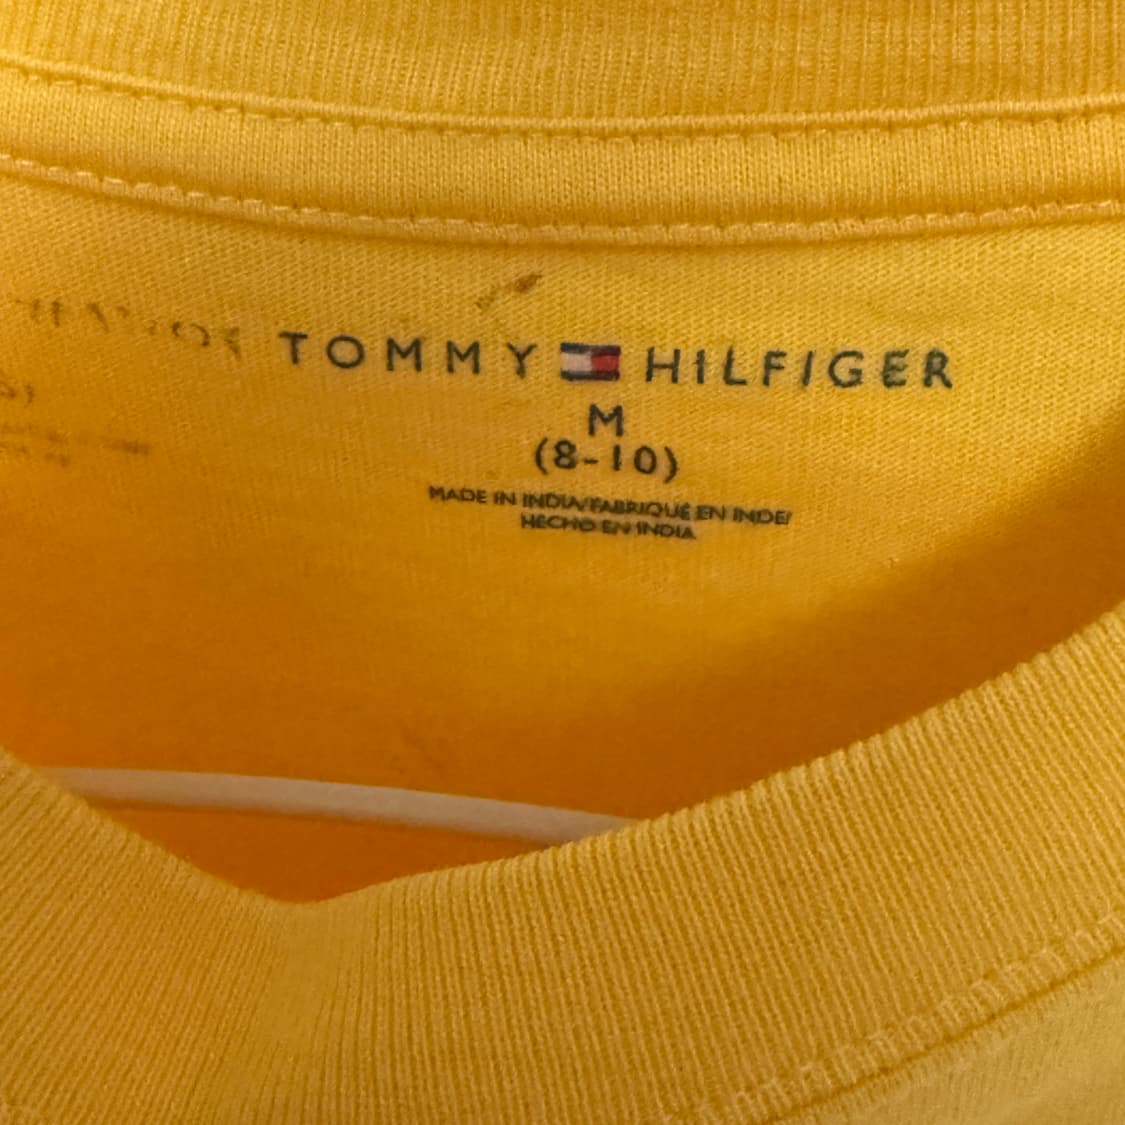 TOMMY HILFIGER
M
(8-10)
MADE IN INDIA/FABRIQUÉ EN INDE/
HECHO EN INDIA